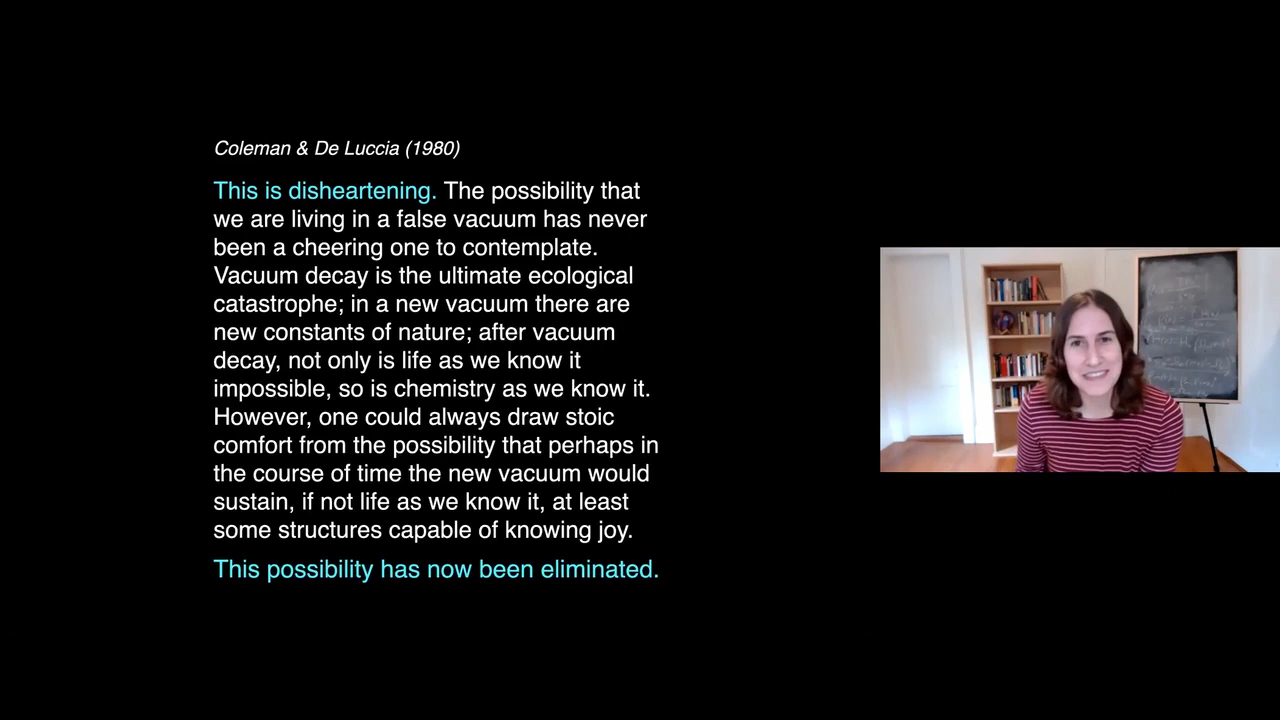 Coleman & De Luccia (1980)
This is disheartening. The possibility that
we are living in a false vacuum has never
been a cheering one to contemplate.
Vacuum decay is the ultimate ecological
catastrophe; in a new vacuum there are
new constants of nature; after vacuum
decay, not only is life as we know it
impossible, so is chemistry as we know it.
However, one could always draw stoic
comfort from the possibility that perhaps in
the course of time the new vacuum would
sustain, if not life as we know it, at least
some structures capable of knowing joy.
This possibility has now been eliminated.